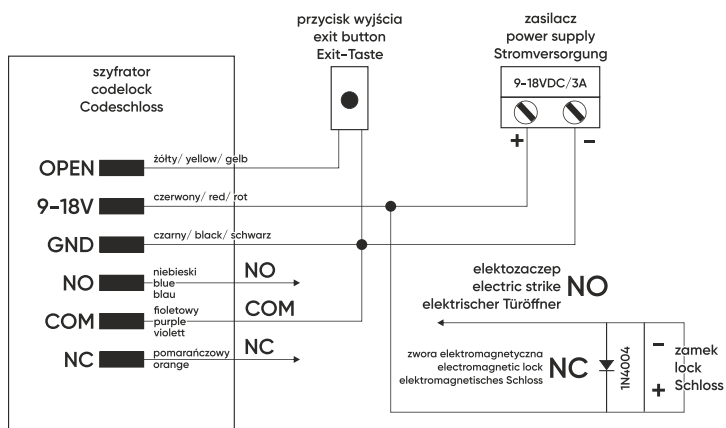 przycisk wyjścia
exit button
Exit-Taste
zasilacz
power supply
Stromversorgung
szyfrator
codelock
Codeschloss
9-18VDC/3A
+
-
OPEN
żółty/ yellow/ gelb
9-18V
czerwony/ red/ rot
GND
czarny/ black/ schwarz
NO
niebieski
blue
blau
NO
COM
fioletowy
purple
violett
COM
NC
pomarańczowy
orange
NC
elektozaczep
electric strike
elektrischer Türöffner
NO
zwora elektromagnetyczna
electromagnetic lock
elektromagnetisches Schloss
NC
1N4004
-
+
zamek
lock
Schloss